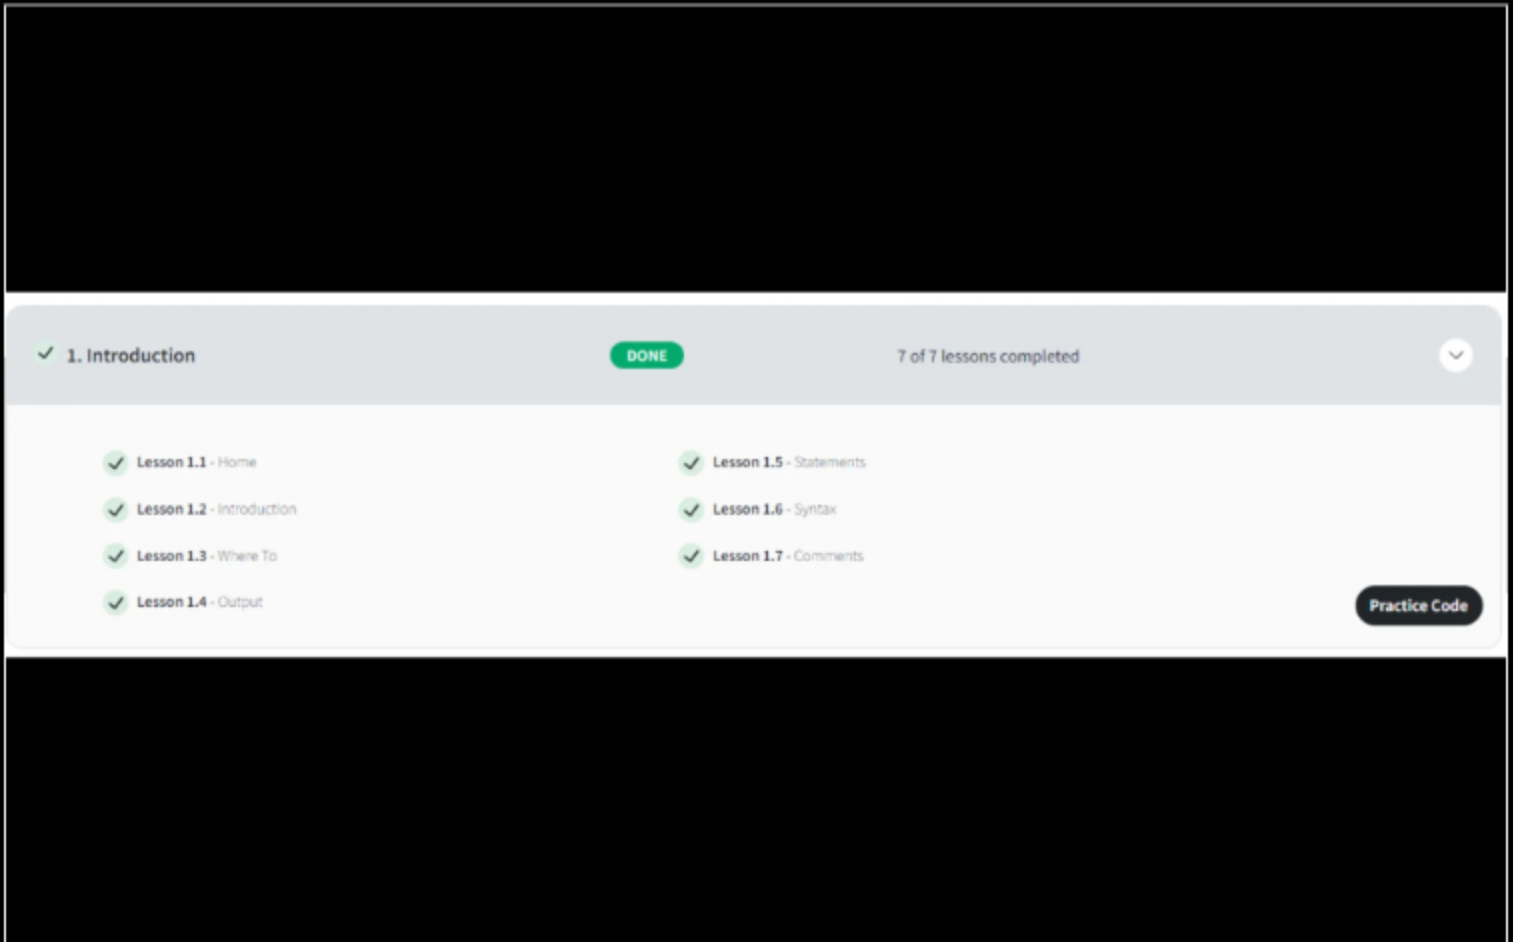 1. Introduction
DONE
7 of 7 lessons completed
Lesson 1.1 - Home
Lesson 1.2 - Introduction
Lesson 1.3 - Where To
Lesson 1.4 - Output
Lesson 1.5 - Statements
Lesson 1.6 - Syntax
Lesson 1.7 - Comments
Practice Code